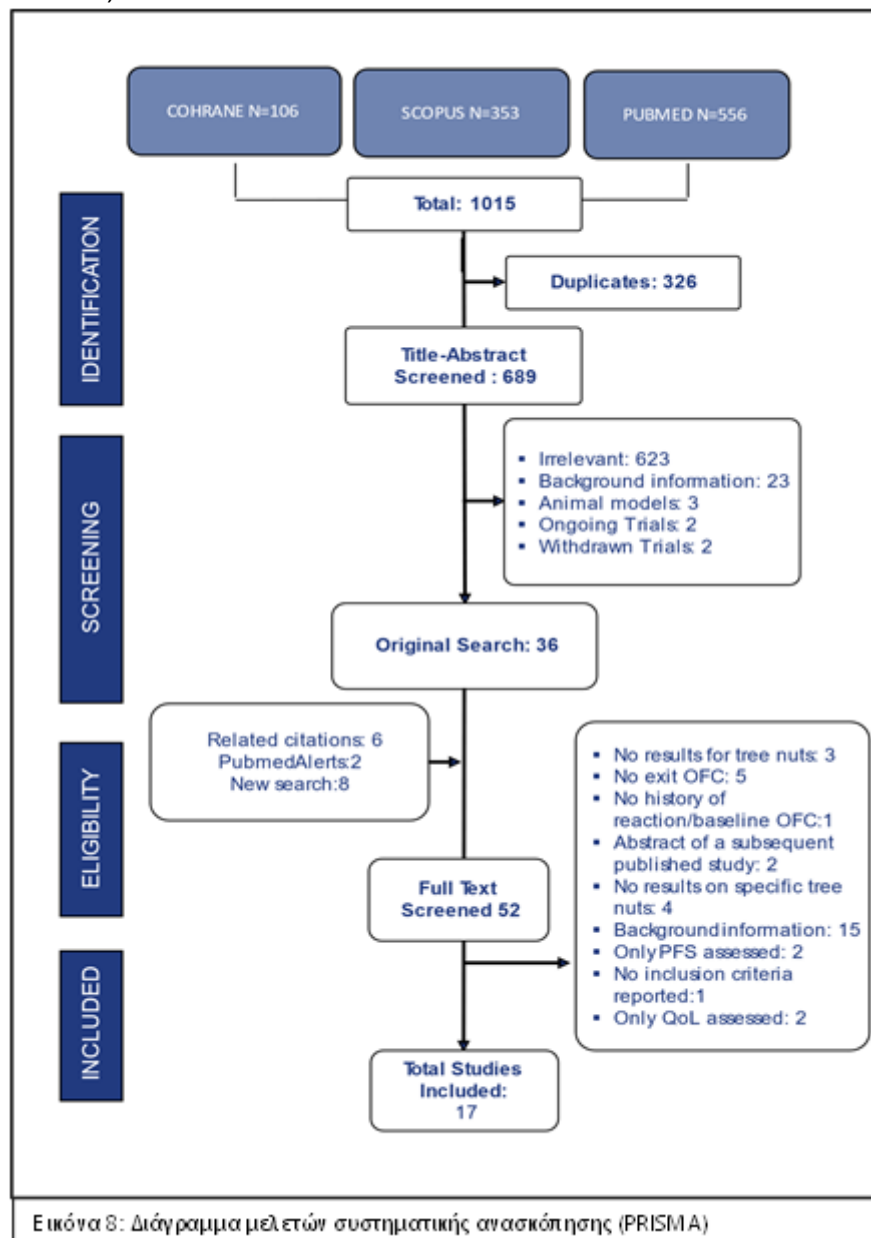 COHRANE N=106
SCOPUS N=353
PUBMED N=556
IDENTIFICATION
Total: 1015
Duplicates: 326
Title-Abstract
Screened : 689
SCREENING
▪ Irrelevant: 623
▪ Background information: 23
▪ Animal models: 3
▪ Ongoing Trials: 2
▪ Withdrawn Trials: 2
Original Search: 36
ELIGIBILITY
Related citations: 6
PubmedAlerts:2
New search:8
Full Text
Screened 52
▪ No results for tree nuts: 3
▪ No exit OFC: 5
▪ No history of
reaction/baseline OFC:1
▪ Abstract of a subsequent
published study: 2
▪ No results on specific tree
nuts: 4
▪ Background information: 15
▪ Only PFS assessed: 2
▪ No inclusion criteria
reported:1
▪ Only QoL assessed: 2
INCLUDED
Total Studies
Included:
17
Εικόνα 8: Διάγραμμα μελετών συστηματικής ανασκόπησης (PRISMA)